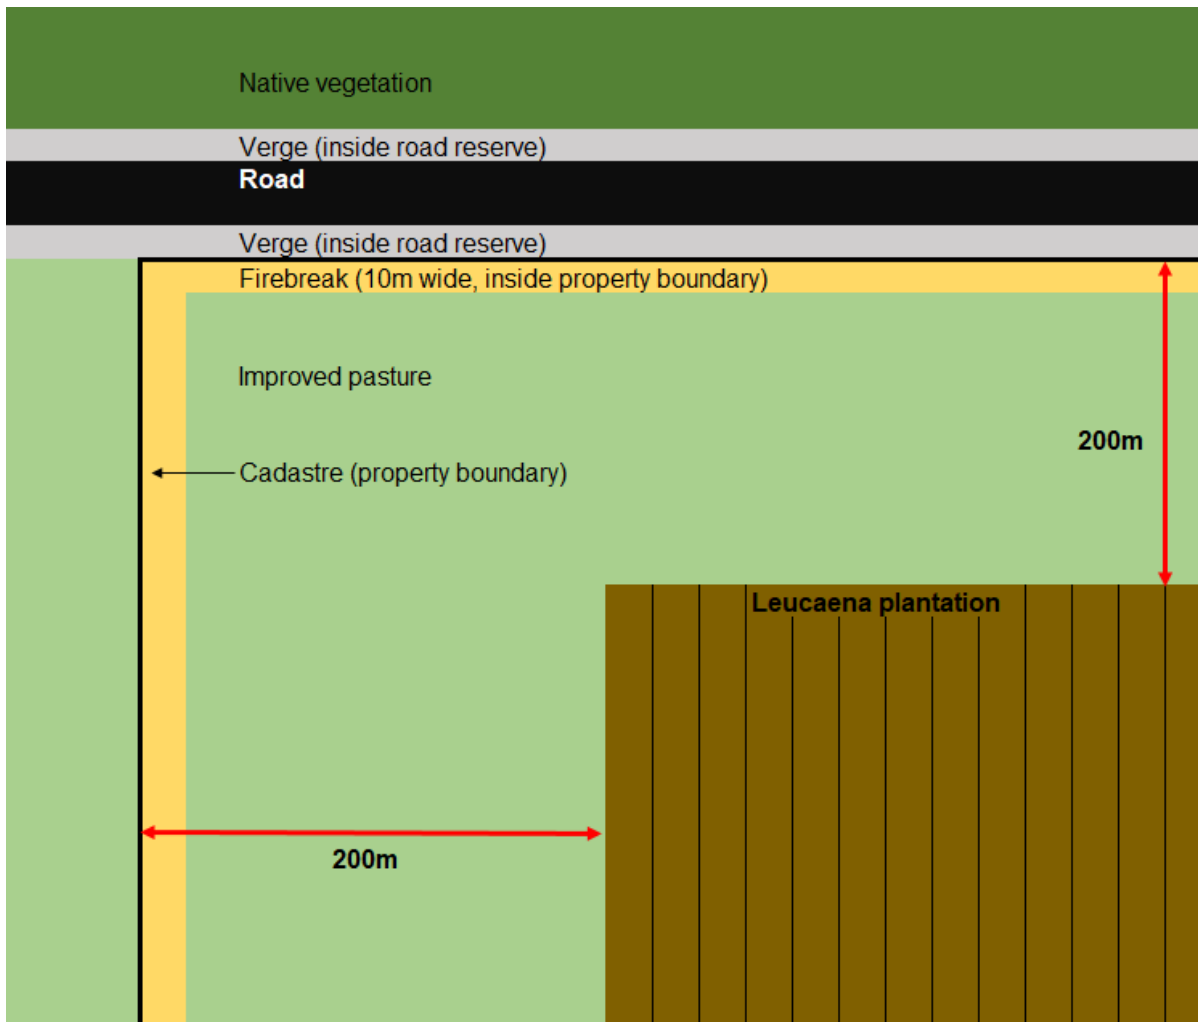 Native vegetation
Verge (inside road reserve)
Road
Verge (inside road reserve)
Firebreak (10m wide, inside property boundary)
Improved pasture
200m
Cadastre (property boundary)
Leucaena plantation
200m